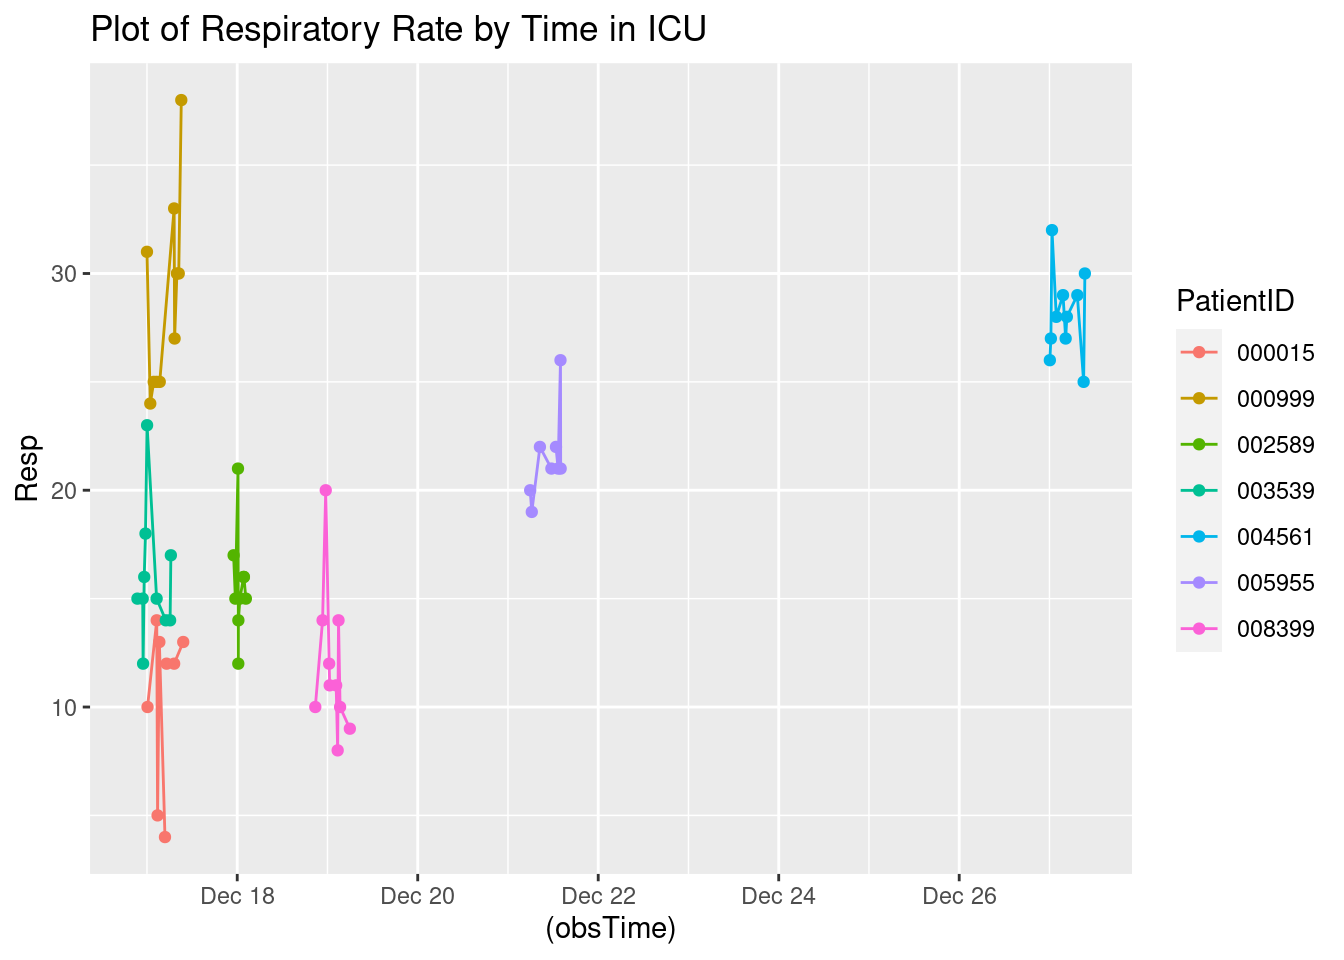 Plot of Respiratory Rate by Time in ICU
Resp
30
20
10
Dec 18
Dec 20
Dec 22
Dec 24
Dec 26
(obsTime)
PatientID
000015
000999
002589
003539
004561
005955
008399